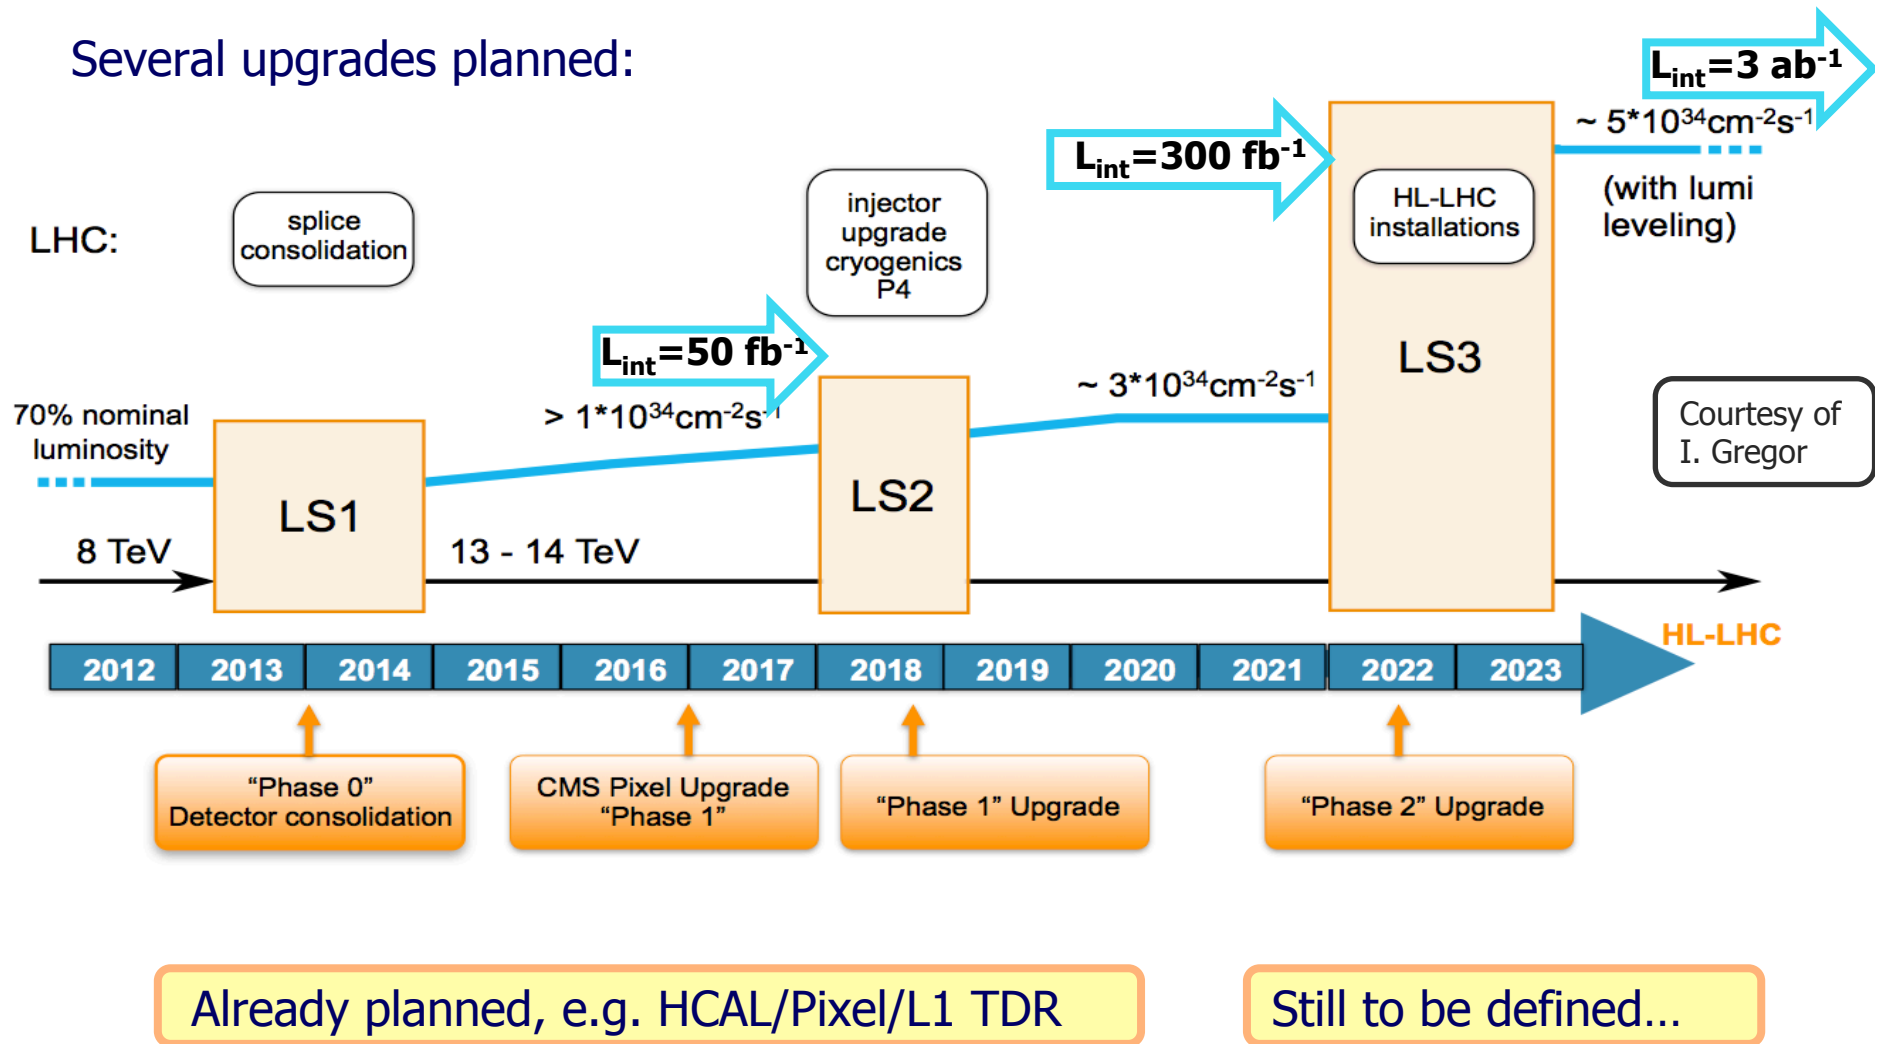 Several upgrades planned:
L_int=3 ab⁻¹
~ 5*10³⁴cm⁻²s⁻¹
L_int=300 fb⁻¹
(with lumi
leveling)
LHC:
splice
consolidation
injector
upgrade
cryogenics
P4
HL-LHC
installations
L_int=50 fb⁻¹
LS3
~ 3*10³⁴cm⁻²s⁻¹
70% nominal
luminosity
> 1*10³⁴cm⁻²s⁻¹
Courtesy of
I. Gregor
LS1
LS2
8 TeV
13 - 14 TeV
HL-LHC
2012 2013 2014 2015 2016 2017 2018 2019 2020 2021 2022 2023
“Phase 0”
Detector consolidation
CMS Pixel Upgrade
“Phase 1”
“Phase 1” Upgrade
“Phase 2” Upgrade
Already planned, e.g. HCAL/Pixel/L1 TDR
Still to be defined...